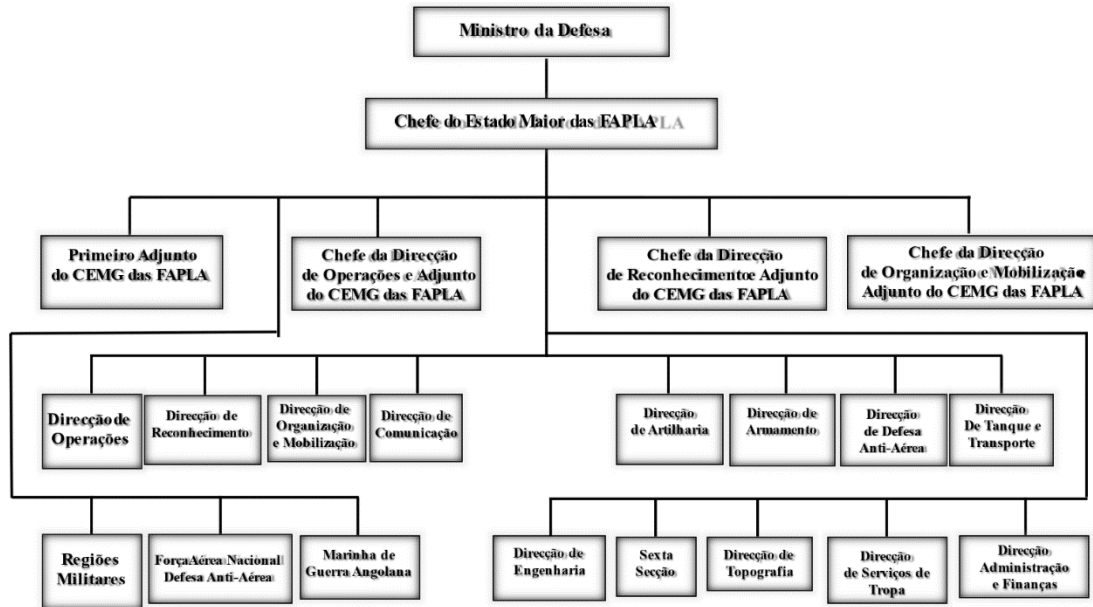 Ministro da Defesa
Chefe do Estado Maior das FAPLA
Primeiro Adjunto
do CEMG das FAPLA
Chefe da Direcção
de Operações e Adjunto
do CEMG das FAPLA
Chefe da Direcção
de Reconhecimento e Adjunto
do CEMG das FAPLA
Chefe da Direcção
de Organização e Mobilização
Adjunto do CEMG das FAPLA
Direcção de
Operações
Direcção de
Reconhecimento
Direcção de
Organização
e Mobilização
Direcção de
Comunicação
Direcção
de Artilharia
Direcção de
Armamento
Direcção
de Defesa
Anti-Aérea
Direcção
De Tanque e
Transporte
Regiões
Militares
Força Aérea Nacional
Defesa Anti-Aérea
Marinha de
Guerra Angolana
Direcção de
Engenharia
Sexta
Secção
Direcção de
Topografia
Direcção
de Serviços de
Tropa
Direcção
Administração
e Finanças